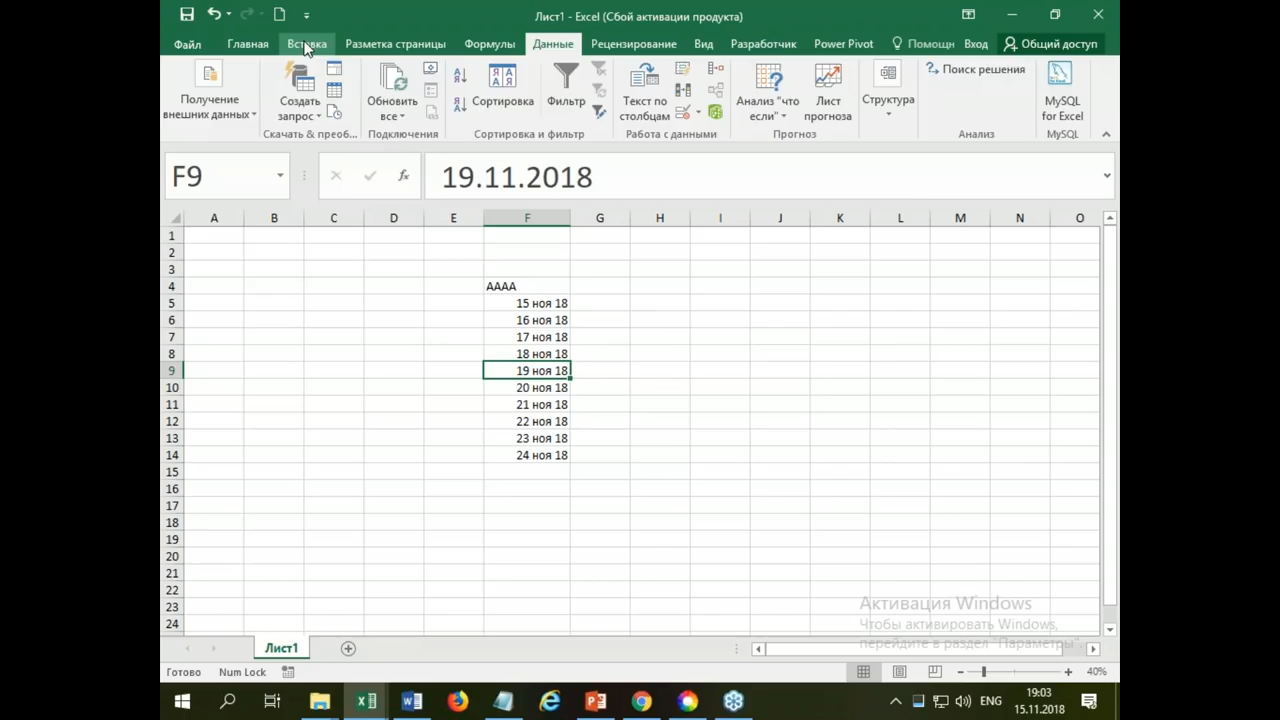 Лист1 - Excel (Сбой активации продукта)
Файл Главная Вставка Разметка страницы Формулы Данные Рецензирование Вид Разработчик Power Pivot Помощн Вход Общий доступ
Получение внешних данных
Создать запрос
Скачать & преоб...
Обновить все
Подключения
Сортировка
Фильтр
Сортировка и фильтр
Текст по столбцам
Работа с данными
Анализ "что если"
Лист прогноза
Прогноз
Структура
Поиск решения
Анализ
MySQL for Excel
MySQL
F9 fx 19.11.2018
A B C D E F G H I J K L M N O
1
2
3
4 АААА
5 15 ноя 18
6 16 ноя 18
7 17 ноя 18
8 18 ноя 18
9 19 ноя 18
10 20 ноя 18
11 21 ноя 18
12 22 ноя 18
13 23 ноя 18
14 24 ноя 18
15
16
17
18
19
20
21
22
23
24
Активация Windows
Чтобы активировать Windows,
перейдите в раздел "Параметры".
Лист1
Готово Num Lock 40%
ENG 19:03
15.11.2018